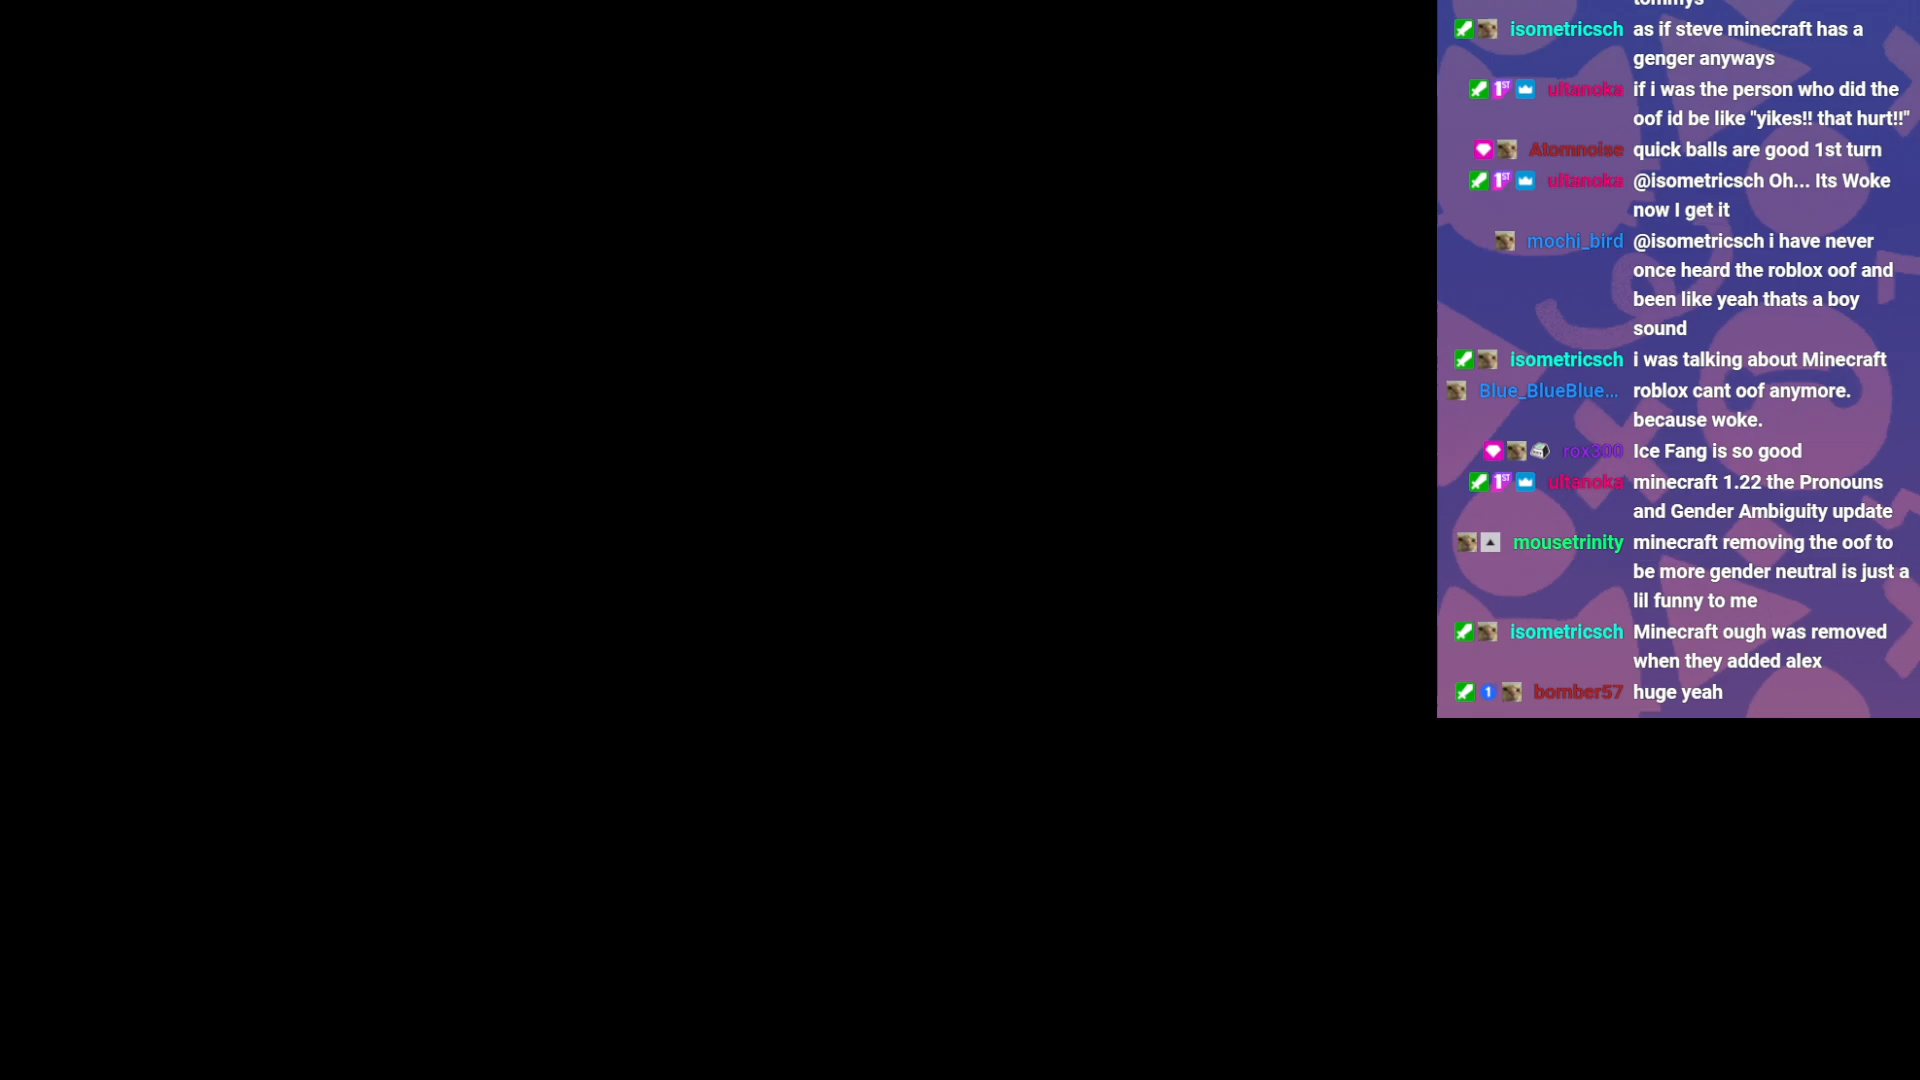 tommys
isometricsch as if steve minecraft has a
genger anyways
1ST ultanoka if i was the person who did the
oof id be like "yikes!! that hurt!!"
Atomnoise quick balls are good 1st turn
1ST ultanoka @isometricsch Oh... Its Woke
now I get it
mochi_bird @isometricsch i have never
once heard the roblox oof and
been like yeah thats a boy
sound
isometricsch i was talking about Minecraft
Blue_BlueBlue... roblox cant oof anymore.
because woke.
rox300 Ice Fang is so good
1ST ultanoka minecraft 1.22 the Pronouns
and Gender Ambiguity update
mousetrinity minecraft removing the oof to
be more gender neutral is just a
lil funny to me
isometricsch Minecraft ough was removed
when they added alex
1 bomber57 huge yeah